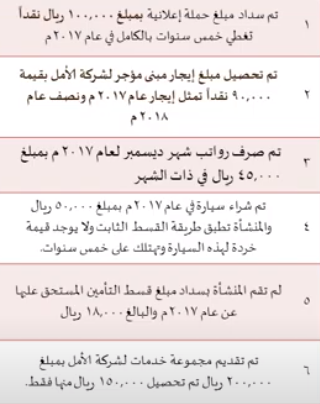 ١
تم سداد مبلغ حملة إعلانية بمبلغ ١٠٠,٠٠٠ ريال نقداً
تغطي خمس سنوات بالكامل في عام ٢٠١٧ م
٢
تم تحصيل مبلغ إيجار مبنى مؤجر لشركة الأمل بقيمة
٩٠,٠٠٠ نقداً تمثل إيجار عام ٢٠١٧ م ونصف عام
٢٠١٨ م
٣
تم صرف رواتب شهر ديسمبر لعام ٢٠١٧ م بمبلغ
٤٥,٠٠٠ ريال في ذات الشهر
٤
تم شراء سيارة في عام ٢٠١٧ م بمبلغ ٥٠,٠٠٠ ريال
والمنشأة تطبق طريقة القسط الثابت ولا يوجد قيمة
خردة لهذه السيارة وتهتلك على خمس سنوات.
٥
لم تقم المنشأة بسداد مبلغ قسط التأمين المستحق عليها
عن عام ٢٠١٧ م والبالغ ١٨,٠٠٠ ريال
٦
تم تقديم مجموعة خدمات لشركة الأمل بمبلغ
٢٠٠,٠٠٠ ريال تم تحصيل ١٥٠,٠٠٠ ريال منها فقط.